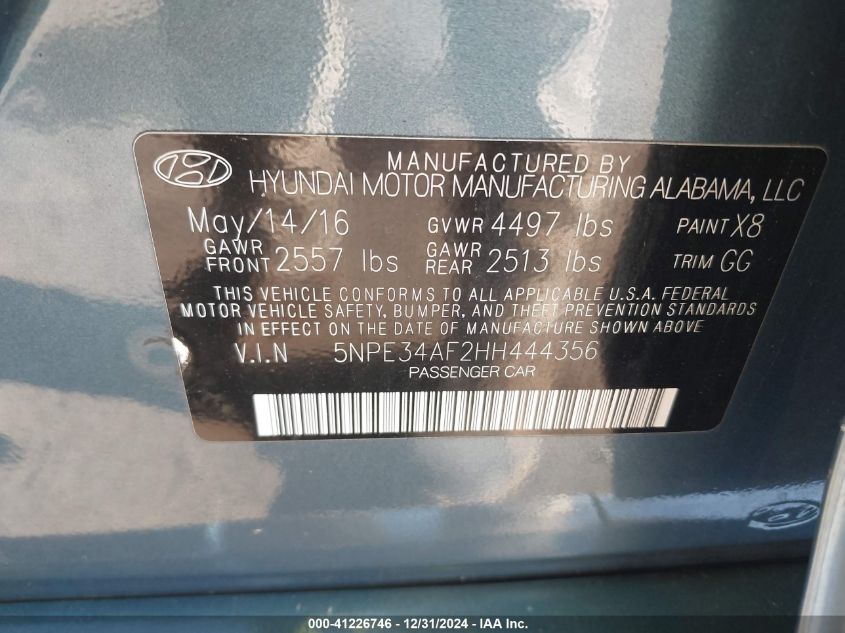 MANUFACTURED BY
HYUNDAI MOTOR MANUFACTURING ALABAMA, LLC
May/14/16 GVWR 4497 lbs PAINT X8
GAWR FRONT 2557 lbs GAWR REAR 2513 lbs TRIM GG
THIS VEHICLE CONFORMS TO ALL APPLICABLE U.S.A. FEDERAL
MOTOR VEHICLE SAFETY, BUMPER, AND THEFT PREVENTION STANDARDS
IN EFFECT ON THE DATE OF MANUFACTURE SHOWN ABOVE
V.I.N 5NPE34AF2HH444356
PASSENGER CAR
000-41226746 - 12/31/2024 - IAA Inc.